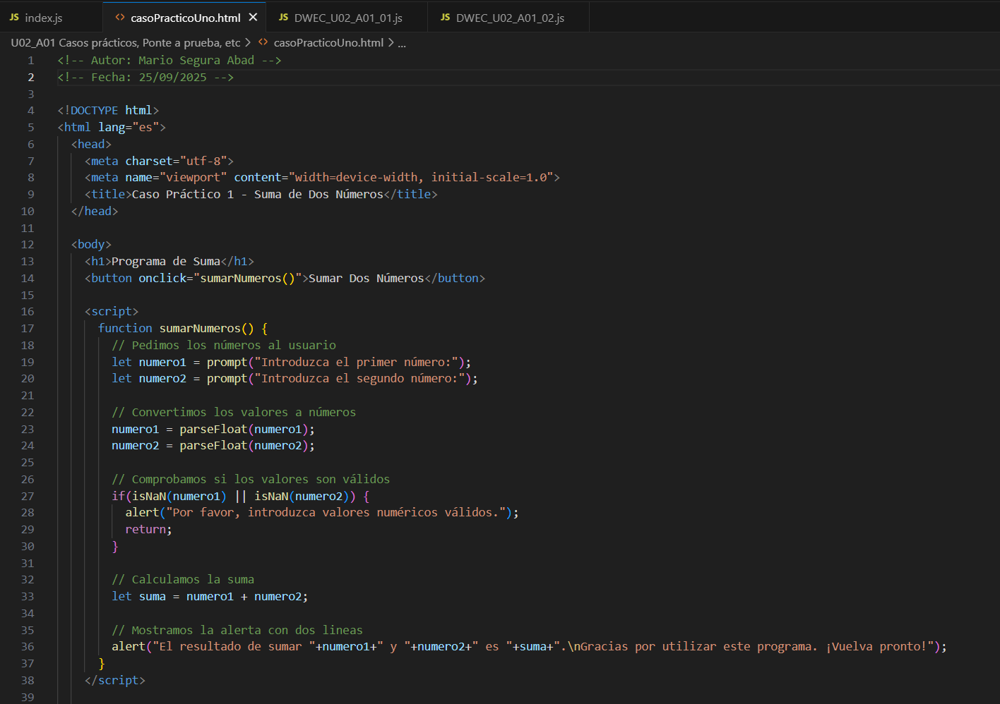 JS index.js
<> casoPracticoUno.html ×
JS DWEC_U02_A01_01.js
JS DWEC_U02_A01_02.js
U02_A01 Casos prácticos, Ponte a prueba, etc > <> casoPracticoUno.html > ...
1 <!-- Autor: Mario Segura Abad -->
2 <!-- Fecha: 25/09/2025 -->
3
4 <!DOCTYPE html>
5 <html lang="es">
6 <head>
7 <meta charset="utf-8">
8 <meta name="viewport" content="width=device-width, initial-scale=1.0">
9 <title>Caso Práctico 1 - Suma de Dos Números</title>
10 </head>
11
12 <body>
13 <h1>Programa de Suma</h1>
14 <button onclick="sumarNumeros()">Sumar Dos Números</button>
15
16 <script>
17 function sumarNumeros() {
18 // Pedimos los números al usuario
19 let numero1 = prompt("Introduzca el primer número:");
20 let numero2 = prompt("Introduzca el segundo número:");
21
22 // Convertimos los valores a números
23 numero1 = parseFloat(numero1);
24 numero2 = parseFloat(numero2);
25
26 // Comprobamos si los valores son válidos
27 if(isNaN(numero1) || isNaN(numero2)) {
28 alert("Por favor, introduzca valores numéricos válidos.");
29 return;
30 }
31
32 // Calculamos la suma
33 let suma = numero1 + numero2;
34
35 // Mostramos la alerta con dos lineas
36 alert("El resultado de sumar "+numero1+" y "+numero2+" es "+suma+".\nGracias por utilizar este programa. ¡Vuelva pronto!");
37 }
38 </script>
39